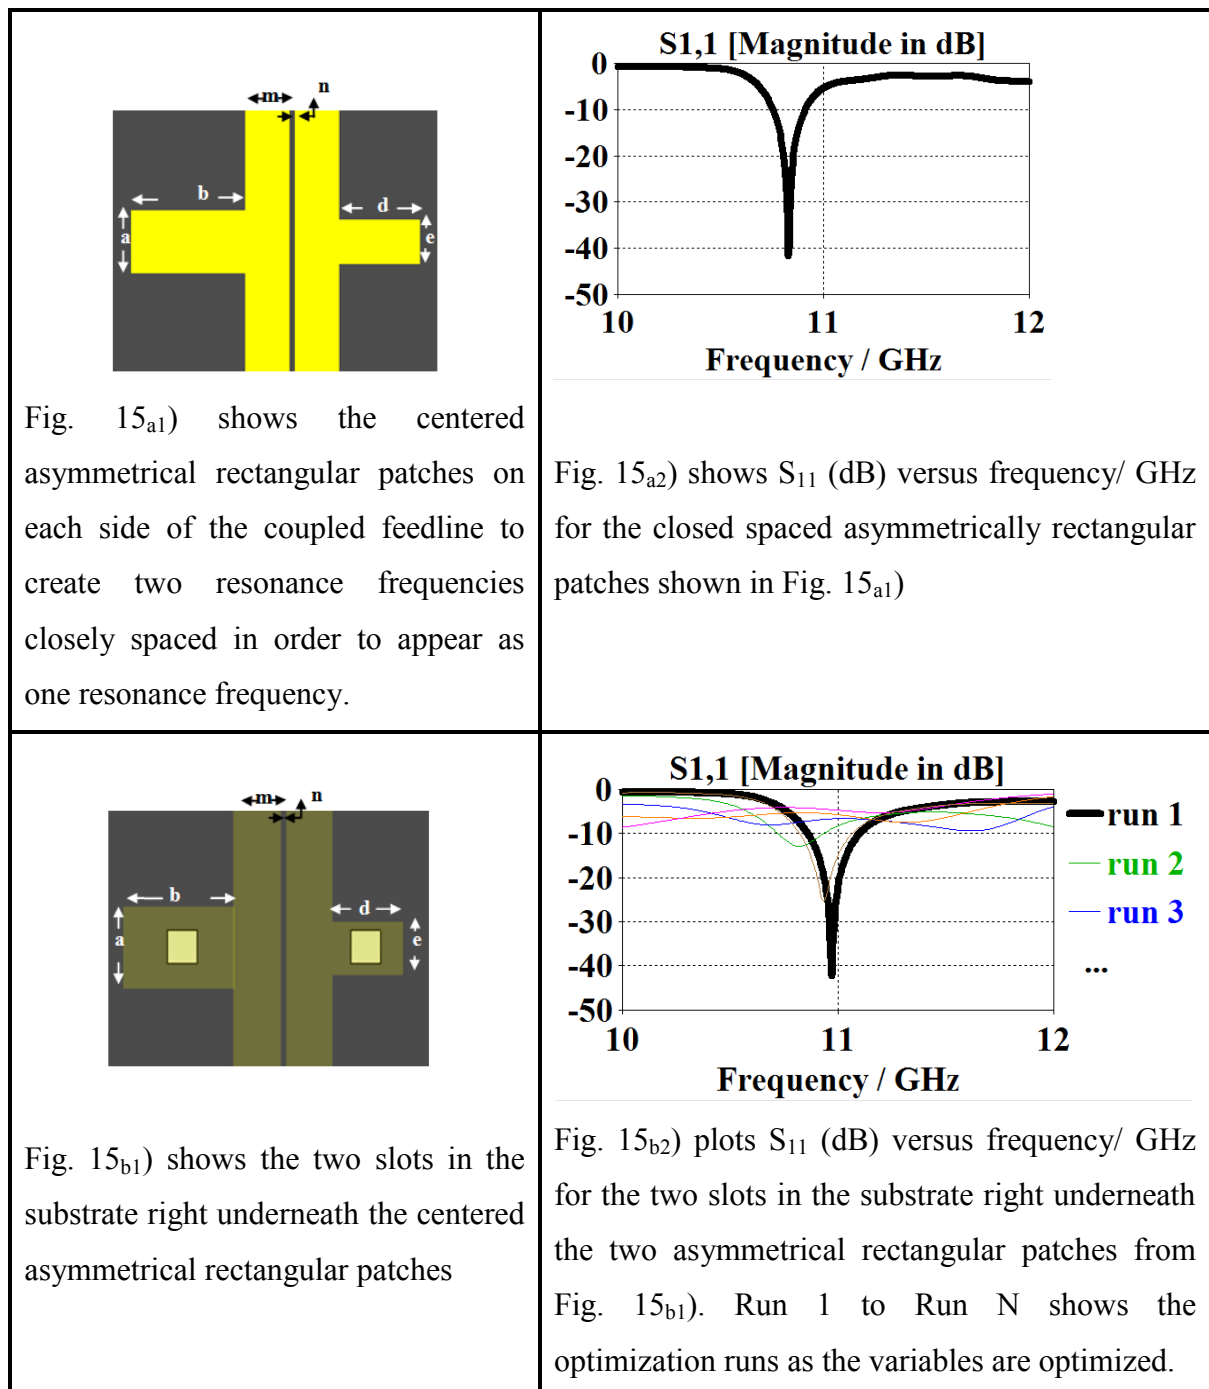 m
n
b
d
a
e
Fig. 15a1) shows the centered
asymmetrical rectangular patches on
each side of the coupled feedline to
create two resonance frequencies
closely spaced in order to appear as
one resonance frequency.
S1,1 [Magnitude in dB]
0
-10
-20
-30
-40
-50
10 11 12
Frequency / GHz
Fig. 15a2) shows S11 (dB) versus frequency/ GHz
for the closed spaced asymmetrically rectangular
patches shown in Fig. 15a1)
m
n
b
d
a
e
Fig. 15b1) shows the two slots in the
substrate right underneath the centered
asymmetrical rectangular patches
S1,1 [Magnitude in dB]
0
-10
-20
-30
-40
-50
10 11 12
Frequency / GHz
run 1
run 2
run 3
...
Fig. 15b2) plots S11 (dB) versus frequency/ GHz
for the two slots in the substrate right underneath
the two asymmetrical rectangular patches from
Fig. 15b1). Run 1 to Run N shows the
optimization runs as the variables are optimized.